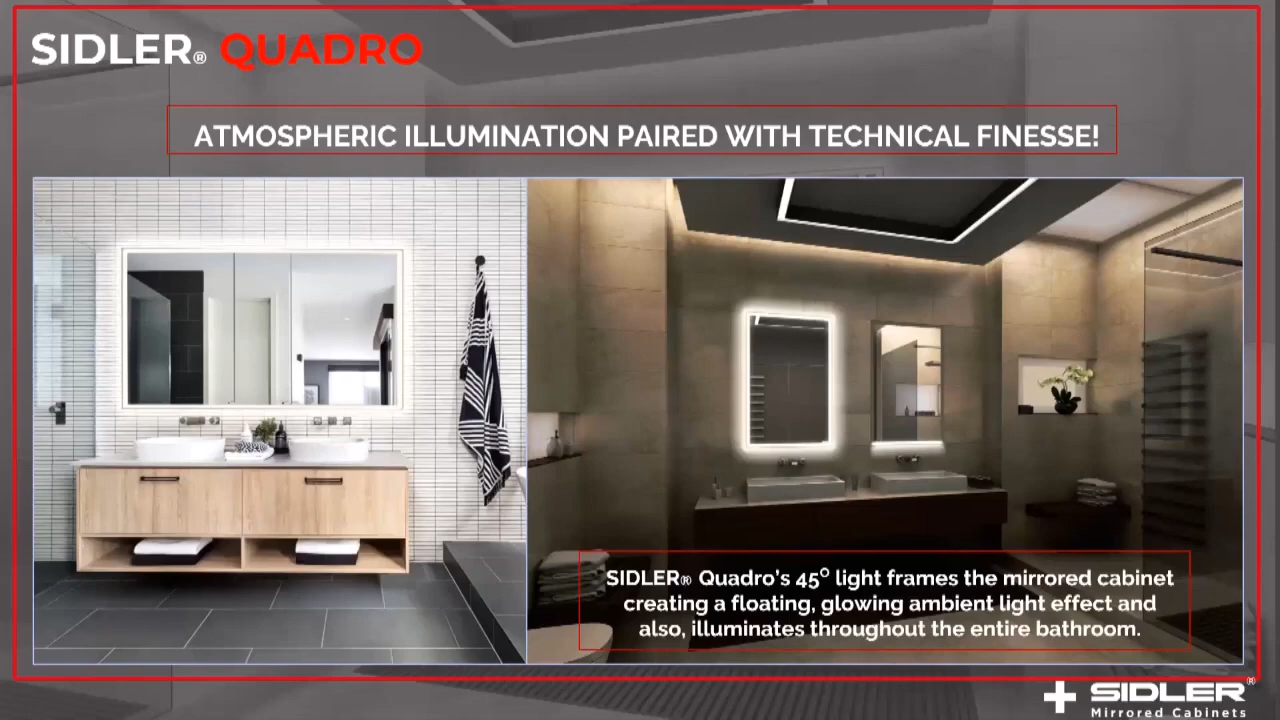 SIDLER® QUADRO
ATMOSPHERIC ILLUMINATION PAIRED WITH TECHNICAL FINESSE!
SIDLER® Quadro's 45° light frames the mirrored cabinet
creating a floating, glowing ambient light effect and
also, illuminates throughout the entire bathroom.
SIDLER®
Mirrored Cabinets